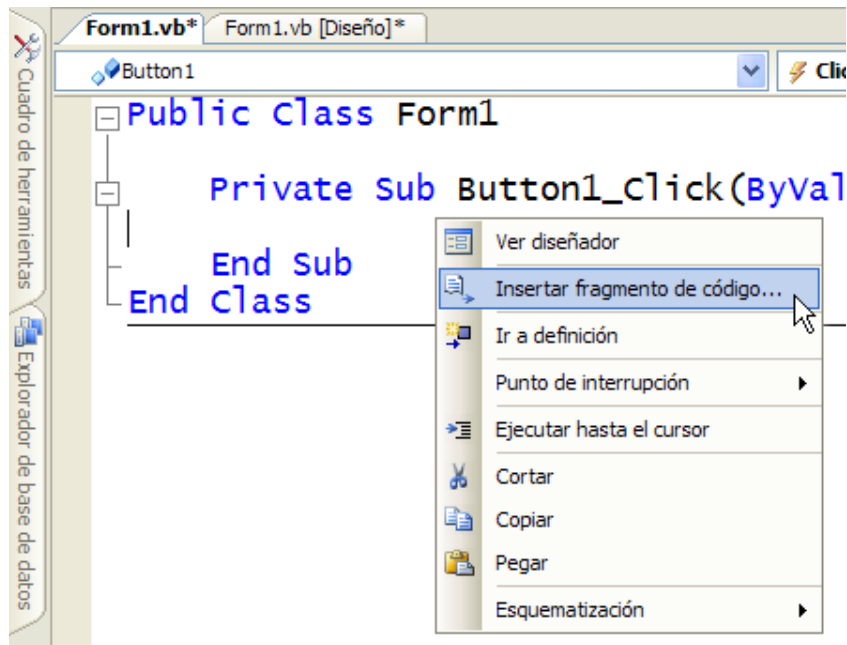 Form1.vb* Form1.vb [Diseño]*
Button1 Clic
Cuadro de herramientas
Explorador de base de datos
Public Class Form1
Private Sub Button1_Click(ByVal
End Sub
End Class
Ver diseñador
Insertar fragmento de código...
Ir a definición
Punto de interrupción
Ejecutar hasta el cursor
Cortar
Copiar
Pegar
Esquematización